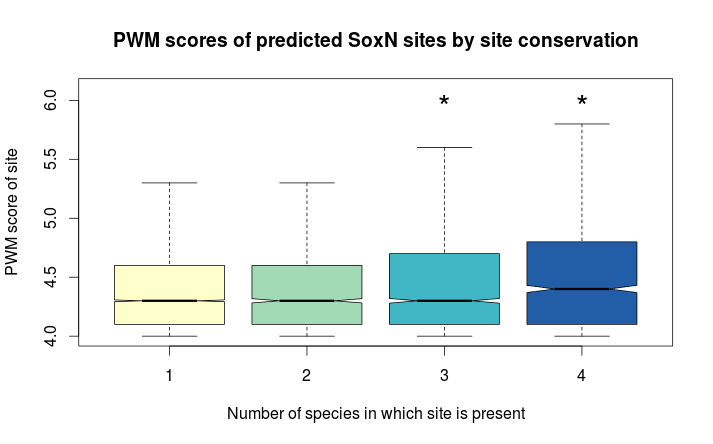 PWM scores of predicted SoxN sites by site conservation
* *
6.0
5.5
5.0
4.5
4.0
PWM score of site
1 2 3 4
Number of species in which site is present